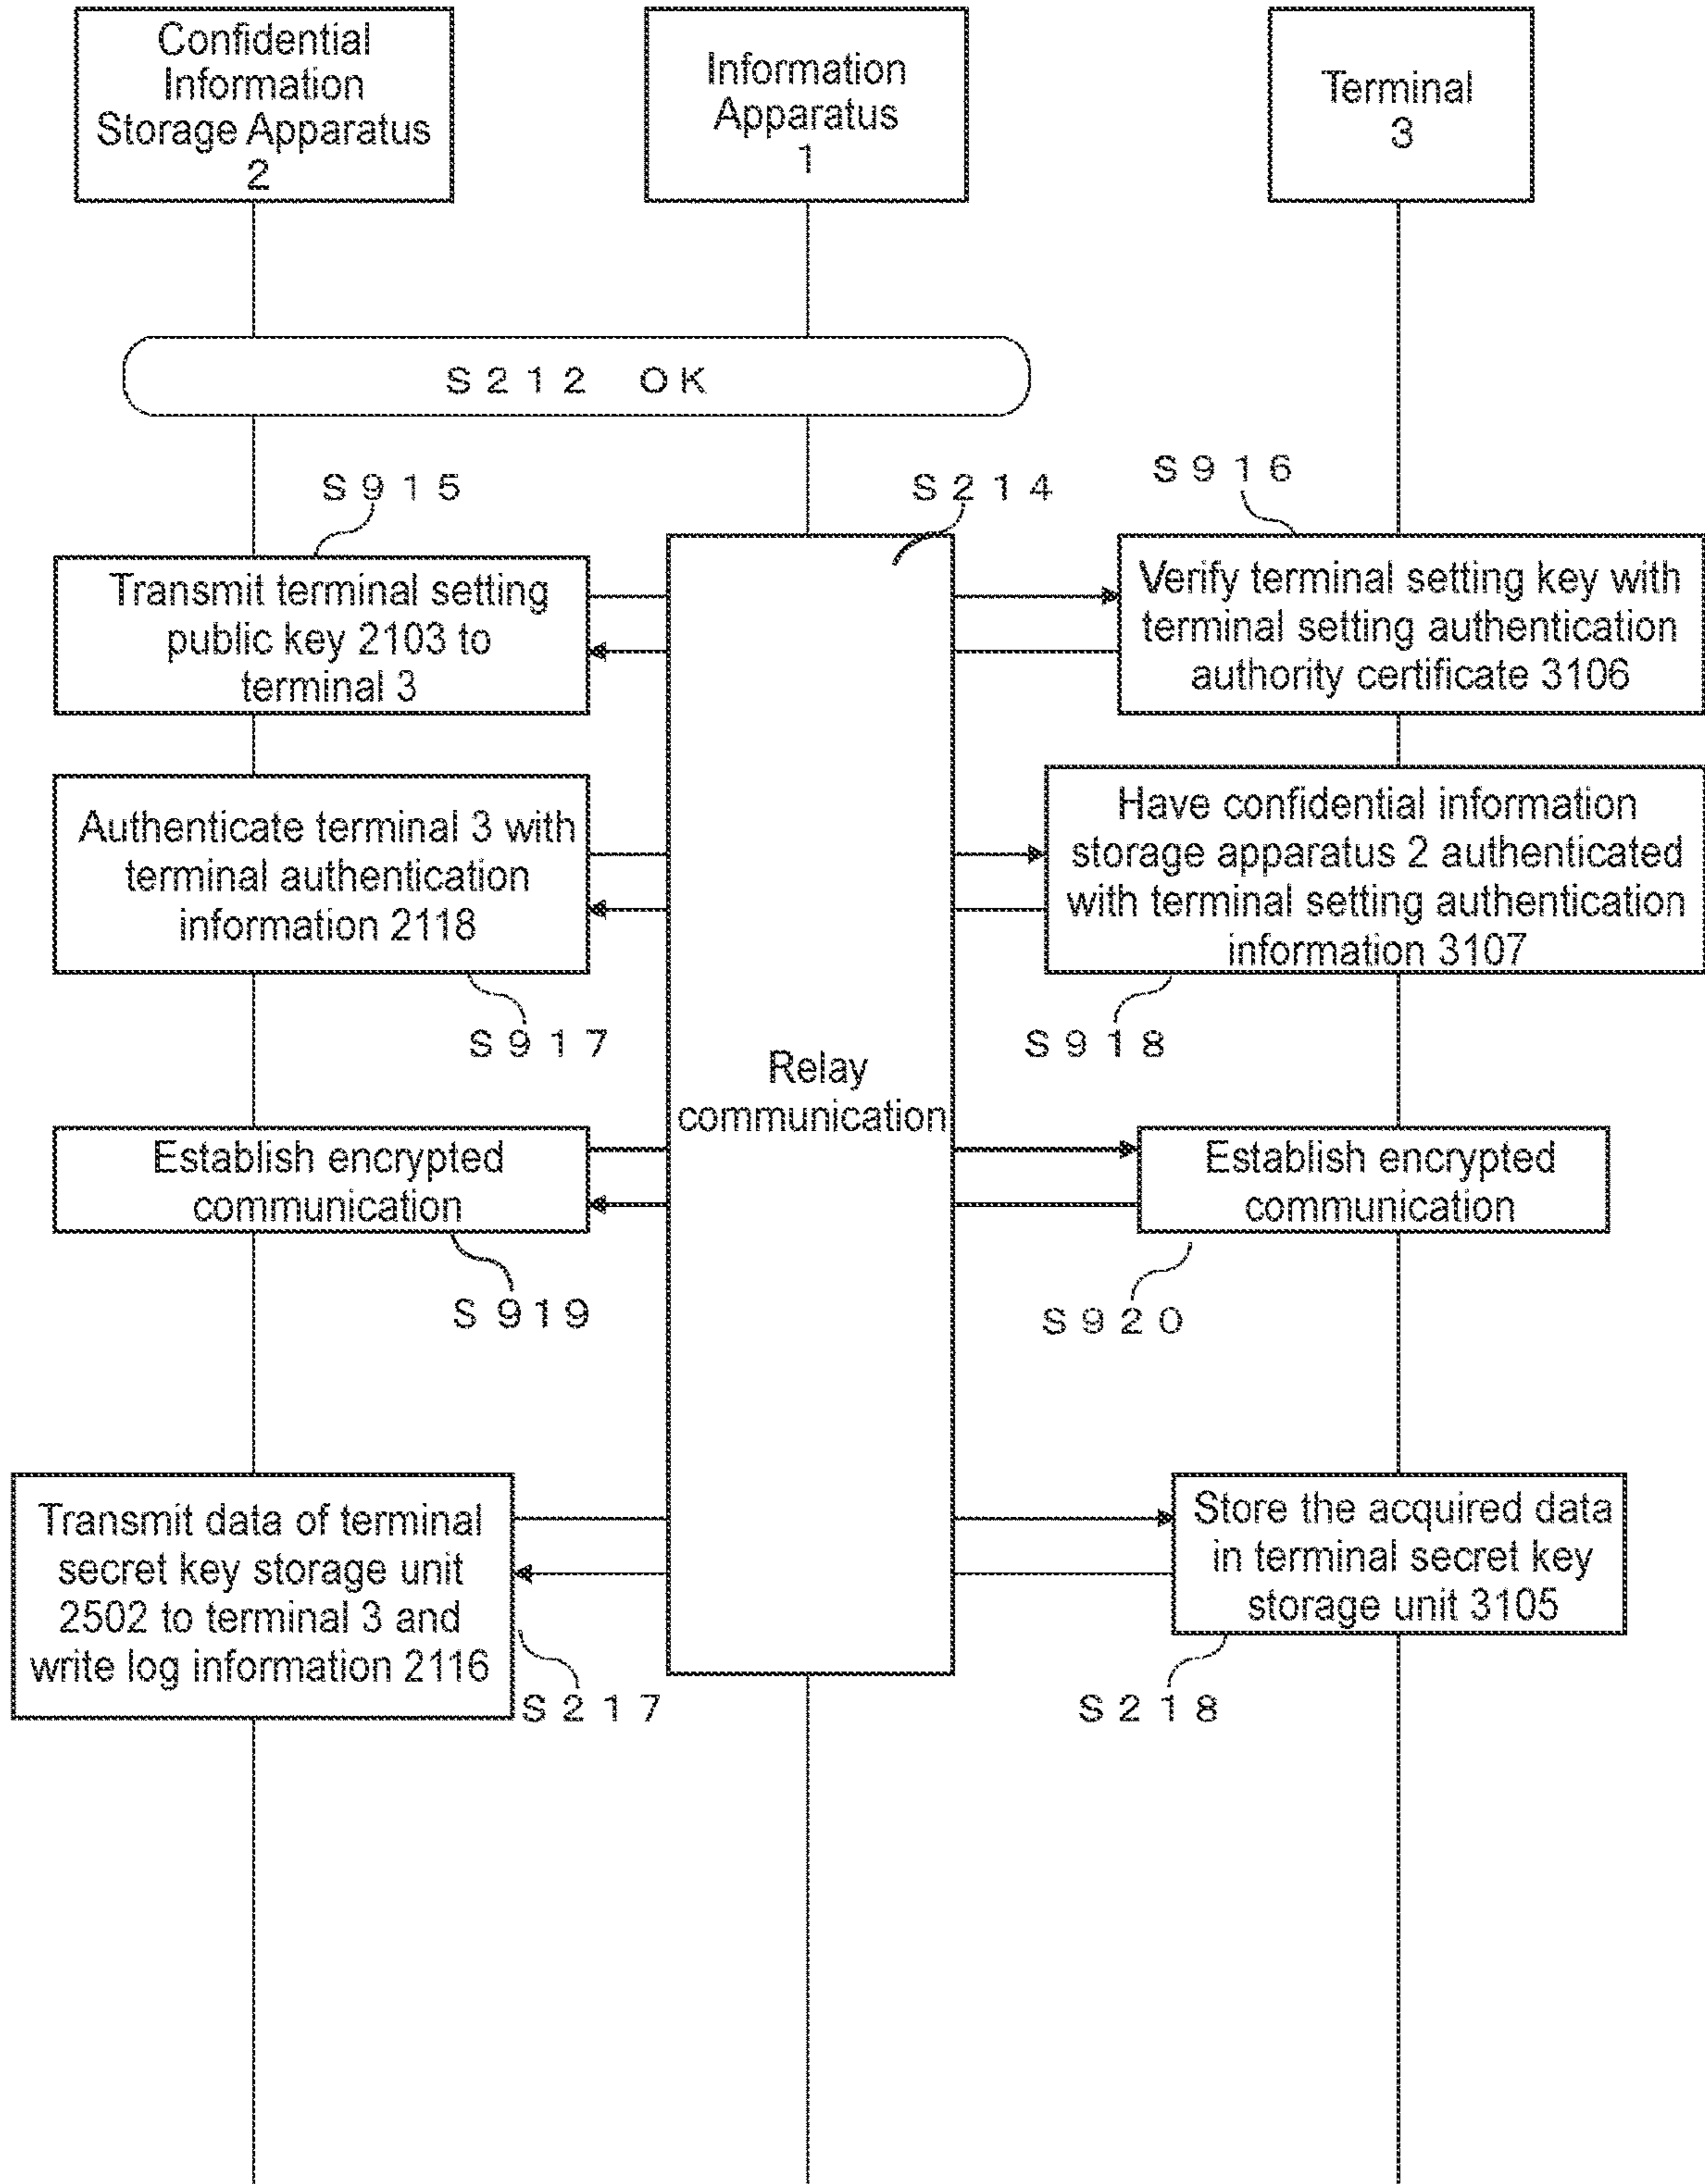 Confidential
Information
Storage Apparatus
2
Information
Apparatus
1
Terminal
3
S212 OK
S915
S214
S916
Transmit terminal setting
public key 2103 to
terminal 3
Verify terminal setting key with
terminal setting authentication
authority certificate 3106
Authenticate terminal 3 with
terminal authentication
information 2118
Have confidential information
storage apparatus 2 authenticated
with terminal setting authentication
information 3107
S917
S918
Relay
communication
Establish encrypted
communication
Establish encrypted
communication
S919
S920
Transmit data of terminal
secret key storage unit
2502 to terminal 3 and
write log information 2116
Store the acquired data
in terminal secret key
storage unit 3105
S217
S218